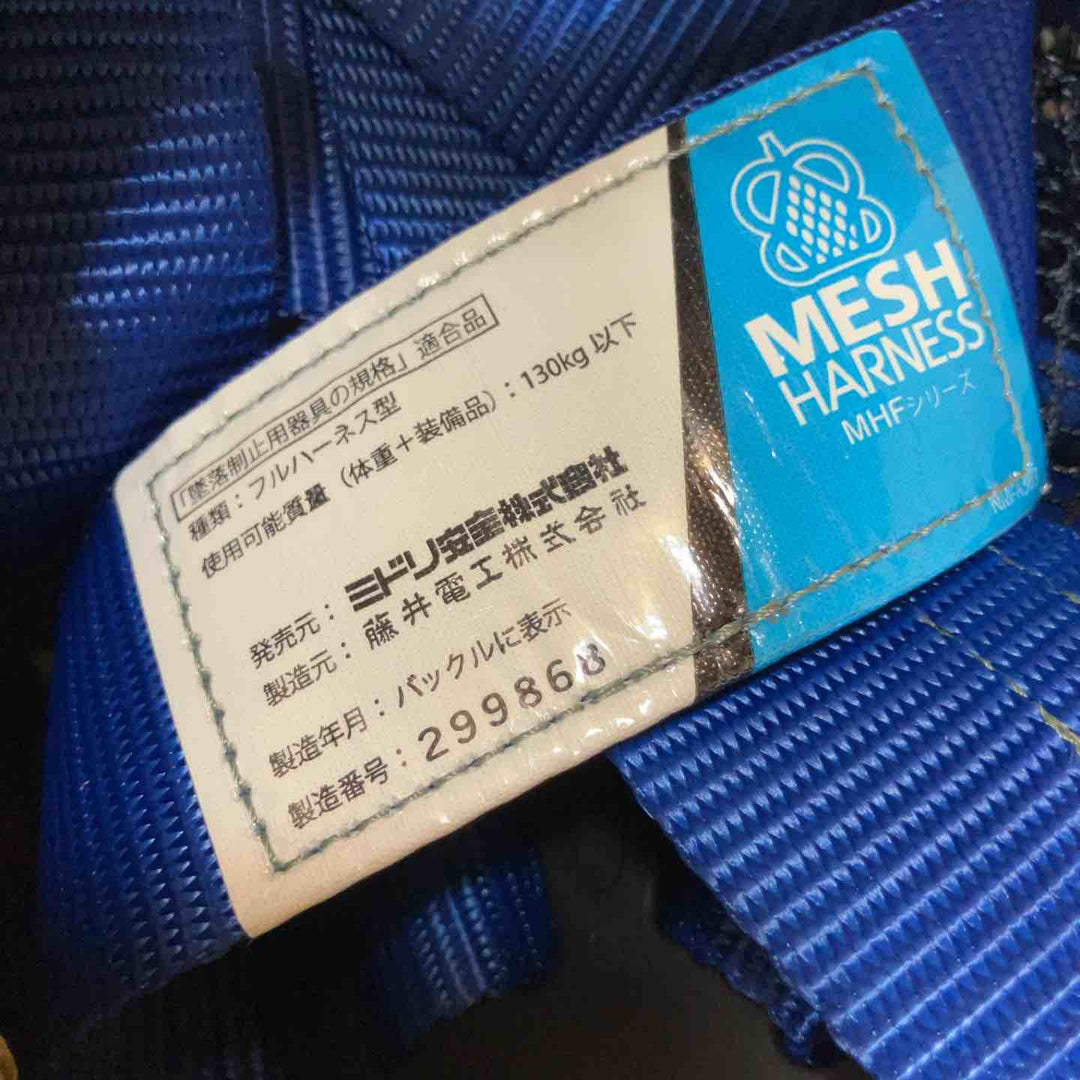 「墜落制止用器具の規格」適合品
種類：フルハーネス型
使用可能質量（体重＋装備品）：130kg 以下
発売元：ミドリ安全株式会社
製造元：藤井電工株式会社
製造年月：バックルに表示
製造番号：299868
MESH
HARNESS
MHFシリーズ